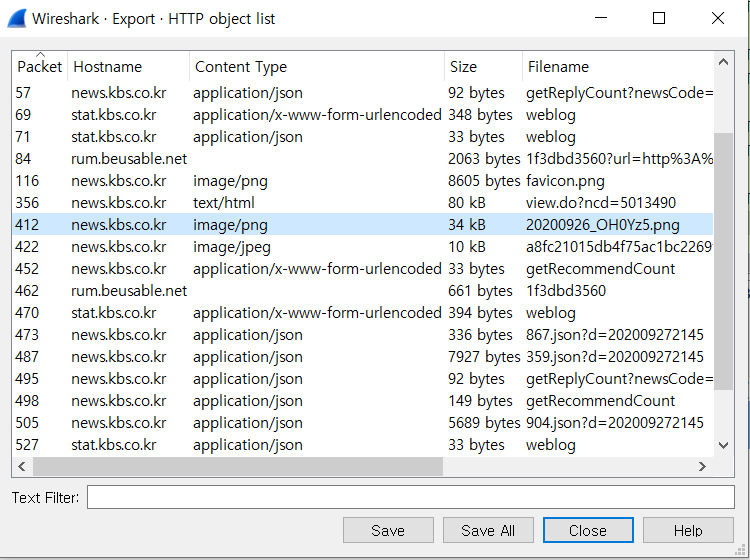 Wireshark · Export · HTTP object list
Packet Hostname Content Type Size Filename
57 news.kbs.co.kr application/json 92 bytes getReplyCount?newsCode=
69 stat.kbs.co.kr application/x-www-form-urlencoded 348 bytes weblog
71 stat.kbs.co.kr application/json 33 bytes weblog
84 rum.beusable.net 2063 bytes 1f3dbd3560?url=http%3A%
116 news.kbs.co.kr image/png 8605 bytes favicon.png
356 news.kbs.co.kr text/html 80 kB view.do?ncd=5013490
412 news.kbs.co.kr image/png 34 kB 20200926_OH0Yz5.png
422 news.kbs.co.kr image/jpeg 10 kB a8fc21015db4f75ac1bc2269
452 news.kbs.co.kr application/x-www-form-urlencoded 33 bytes getRecommendCount
462 rum.beusable.net 661 bytes 1f3dbd3560
470 stat.kbs.co.kr application/x-www-form-urlencoded 394 bytes weblog
473 news.kbs.co.kr application/json 336 bytes 867.json?d=202009272145
487 news.kbs.co.kr application/json 7927 bytes 359.json?d=202009272145
495 news.kbs.co.kr application/json 92 bytes getReplyCount?newsCode=
498 news.kbs.co.kr application/json 149 bytes getRecommendCount
505 news.kbs.co.kr application/json 5689 bytes 904.json?d=202009272145
527 stat.kbs.co.kr application/json 33 bytes weblog
Text Filter:
Save Save All Close Help